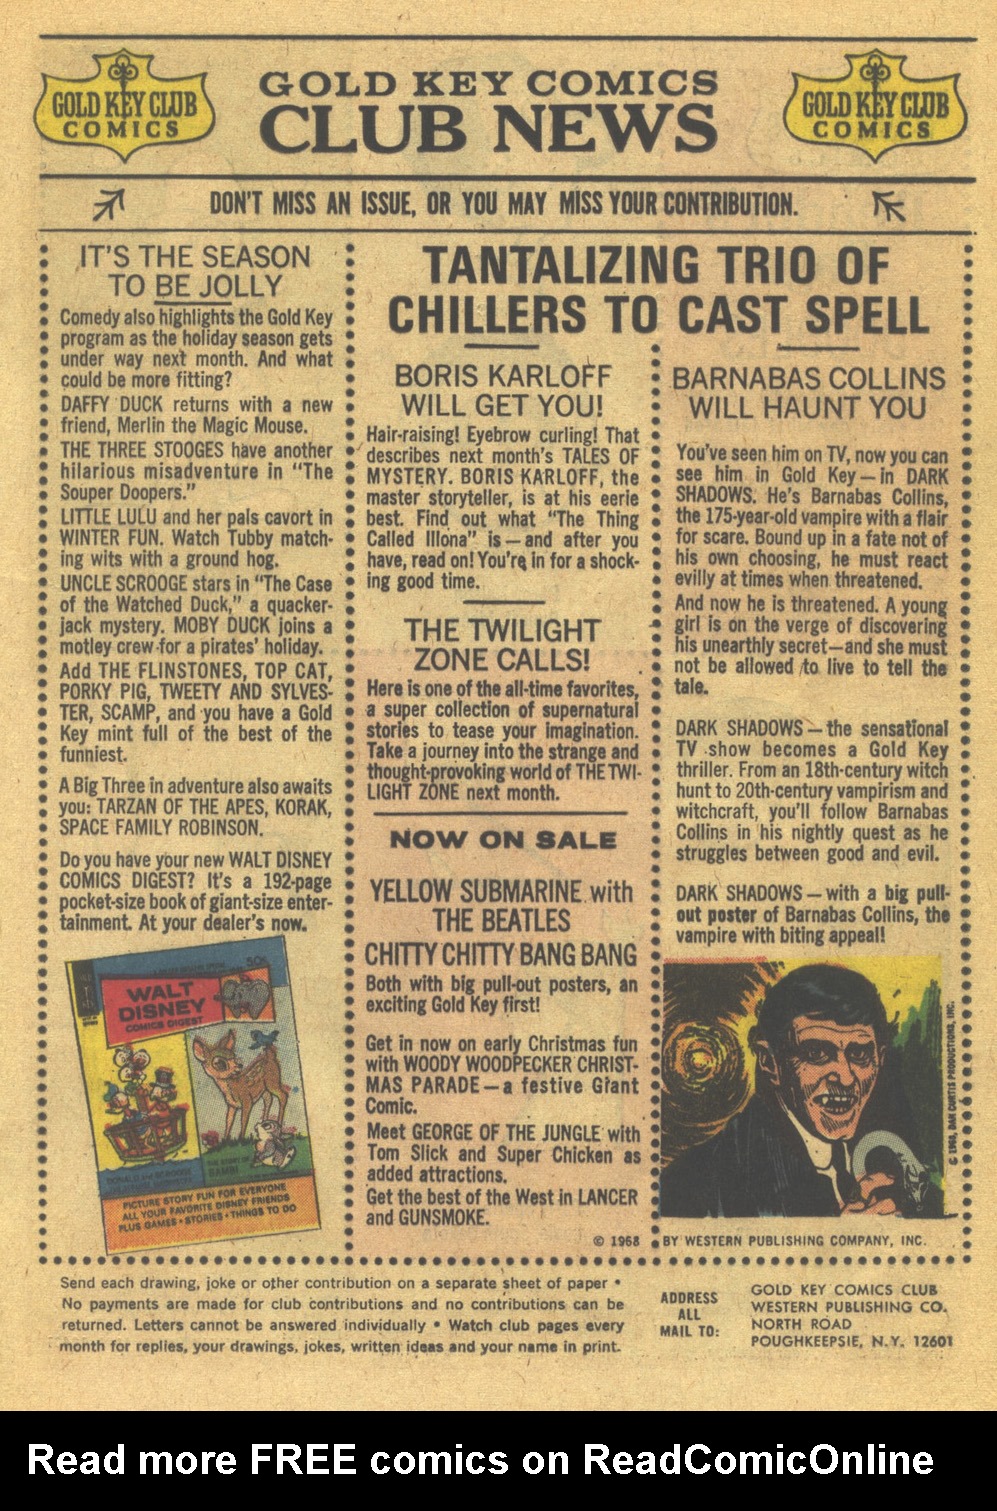 GOLD KEY CLUB
COMICS
GOLD KEY COMICS
CLUB NEWS
GOLD KEY CLUB
COMICS
DON'T MISS AN ISSUE, OR YOU MAY MISS YOUR CONTRIBUTION.
IT'S THE SEASON
TO BE JOLLY
Comedy also highlights the Gold Key
program as the holiday season gets
under way next month. And what
could be more fitting?
DAFFY DUCK returns with a new
friend, Merlin the Magic Mouse.
THE THREE STOOGES have another
hilarious misadventure in "The
Souper Doopers."
LITTLE LULU and her pals cavort in
WINTER FUN. Watch Tubby match-
ing wits with a ground hog.
UNCLE SCROOGE stars in "The Case
of the Watched Duck," a quacker-
jack mystery. MOBY DUCK joins a
motley crew for a pirates' holiday.
Add THE FLINSTONES, TOP CAT,
PORKY PIG, TWEETY AND SYLVES-
TER, SCAMP, and you have a Gold
Key mint full of the best of the
funniest.
A Big Three in adventure also awaits
you: TARZAN OF THE APES, KORAK,
SPACE FAMILY ROBINSON.
Do you have your new WALT DISNEY
COMICS DIGEST? It's a 192-page
pocket-size book of giant-size enter-
tainment. At your dealer's now.
50¢
WALT
DISNEY
COMICS DIGEST
THE STORY OF
BAMBI
PICTURE STORY FUN FOR EVERYONE
ALL YOUR FAVORITE DISNEY FRIENDS
PLUS GAMES • STORIES • THINGS TO DO
TANTALIZING TRIO OF
CHILLERS TO CAST SPELL
BORIS KARLOFF
WILL GET YOU!
Hair-raising! Eyebrow curling! That
describes next month's TALES OF
MYSTERY. BORIS KARLOFF, the
master storyteller, is at his eerie
best. Find out what "The Thing
Called Illona" is—and after you
have, read on! You're in for a shock-
ing good time.
THE TWILIGHT
ZONE CALLS!
Here is one of the all-time favorites,
a super collection of supernatural
stories to tease your imagination.
Take a journey into the strange and
thought-provoking world of THE TWI-
LIGHT ZONE next month.
NOW ON SALE
YELLOW SUBMARINE with
THE BEATLES
CHITTY CHITTY BANG BANG
Both with big pull-out posters, an
exciting Gold Key first!
Get in now on early Christmas fun
with WOODY WOODPECKER CHRIST-
MAS PARADE—a festive Giant
Comic.
Meet GEORGE OF THE JUNGLE with
Tom Slick and Super Chicken as
added attractions.
Get the best of the West in LANCER
and GUNSMOKE.
BARNABAS COLLINS
WILL HAUNT YOU
You've seen him on TV, now you can
see him in Gold Key—in DARK
SHADOWS. He's Barnabas Collins,
the 175-year-old vampire with a flair
for scare. Bound up in a fate not of
his own choosing, he must react
evilly at times when threatened.
And now he is threatened. A young
girl is on the verge of discovering
his unearthly secret—and she must
not be allowed to live to tell the
tale.
DARK SHADOWS—the sensational
TV show becomes a Gold Key
thriller. From an 18th-century witch
hunt to 20th-century vampirism and
witchcraft, you'll follow Barnabas
Collins in his nightly quest as he
struggles between good and evil.
DARK SHADOWS—with a big pull-
out poster of Barnabas Collins, the
vampire with biting appeal!
© 1968, DAN CURTIS PRODUCTIONS, INC.
© 1968 BY WESTERN PUBLISHING COMPANY, INC.
Send each drawing, joke or other contribution on a separate sheet of paper •
No payments are made for club contributions and no contributions can be
returned. Letters cannot be answered individually • Watch club pages every
month for replies, your drawings, jokes, written ideas and your name in print.
ADDRESS
ALL
MAIL TO:
GOLD KEY COMICS CLUB
WESTERN PUBLISHING CO.
NORTH ROAD
POUGHKEEPSIE, N.Y. 12601
Read more FREE comics on ReadComicOnline